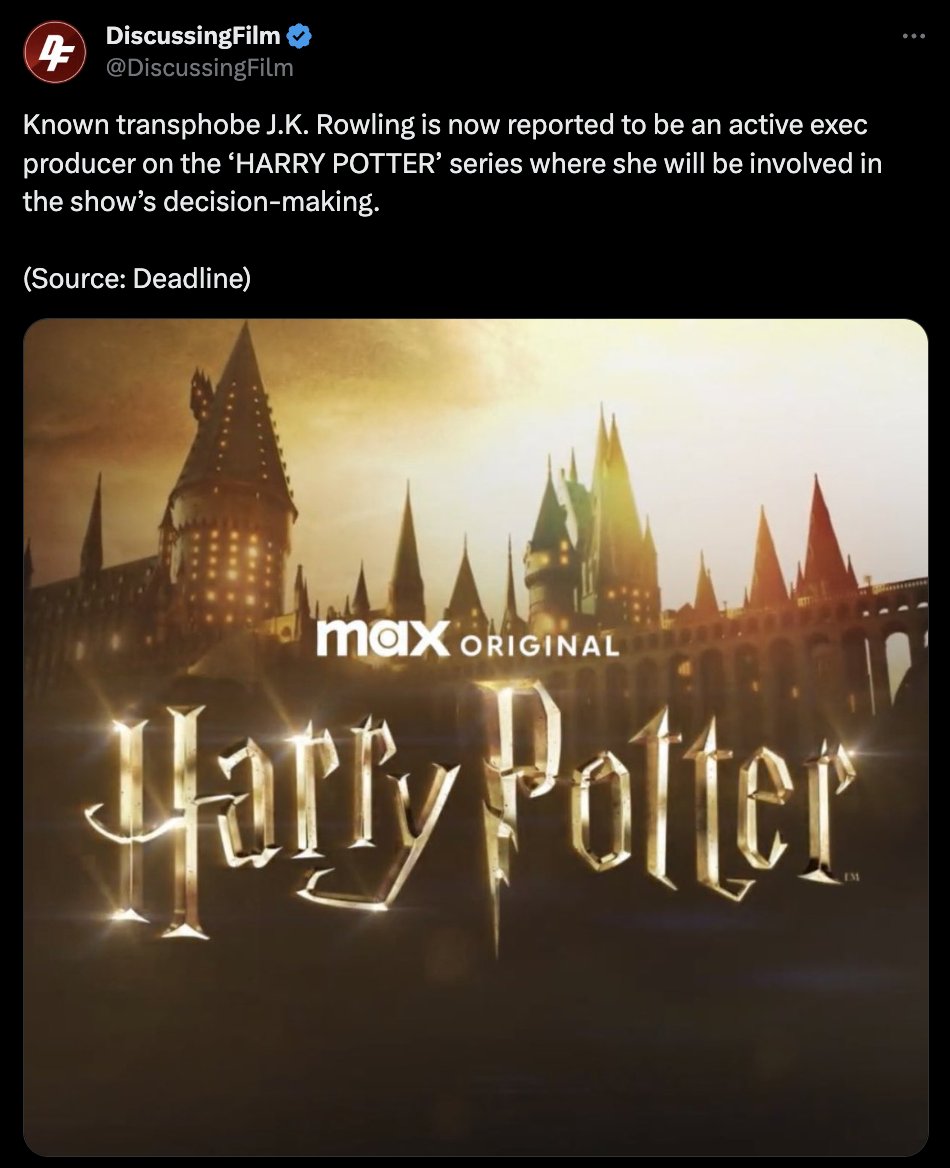 DF
DiscussingFilm
@DiscussingFilm
Known transphobe J.K. Rowling is now reported to be an active exec
producer on the ‘HARRY POTTER’ series where she will be involved in
the show’s decision-making.
(Source: Deadline)
max ORIGINAL
Harry Potter
TM